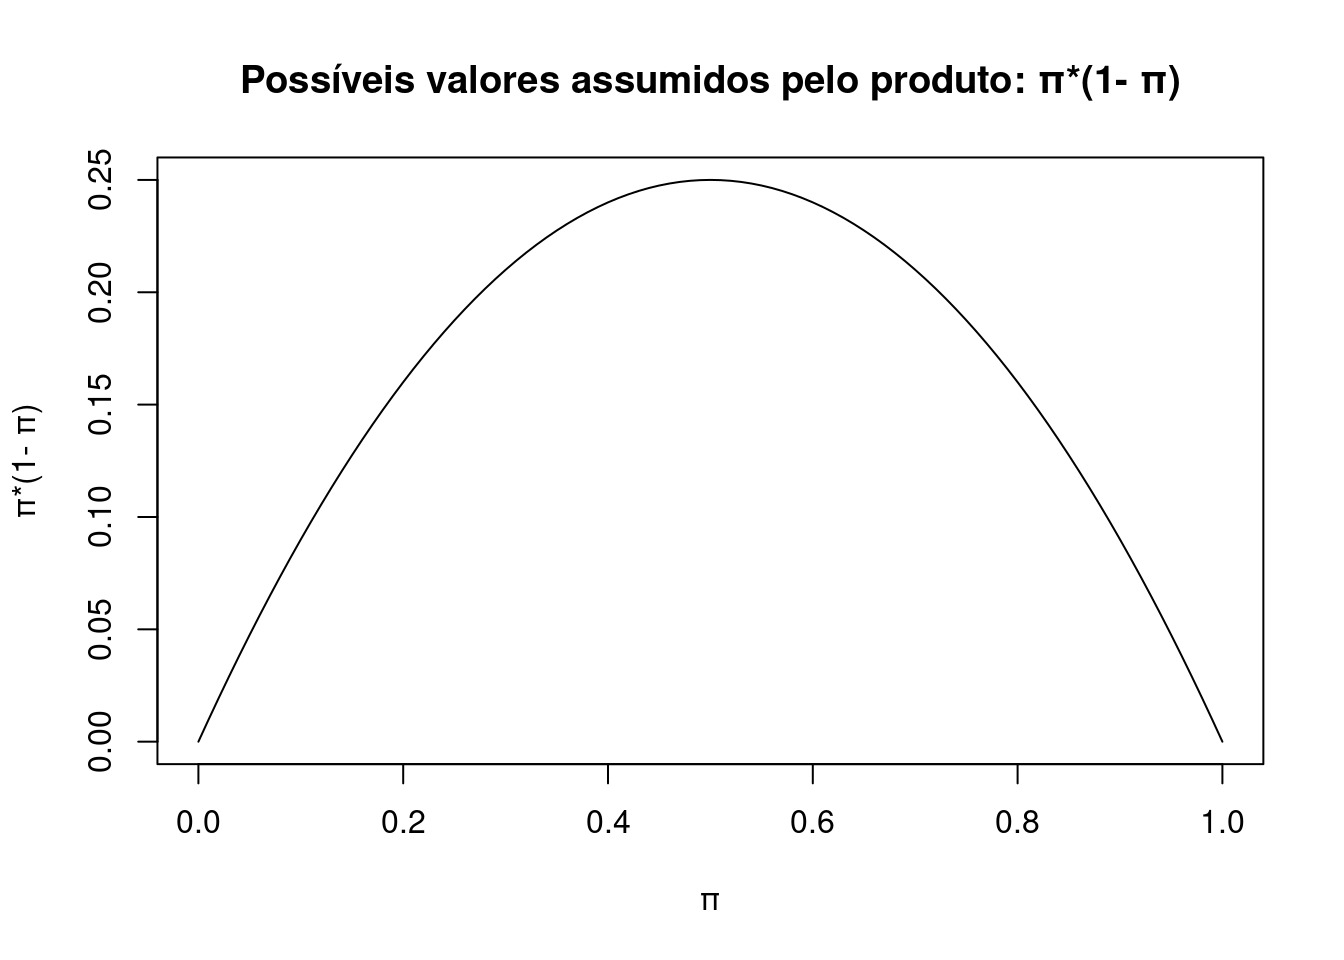 Possíveis valores assumidos pelo produto: π*(1- π)
π*(1- π)
0.25
0.20
0.15
0.10
0.05
0.00
0.0 0.2 0.4 0.6 0.8 1.0
π